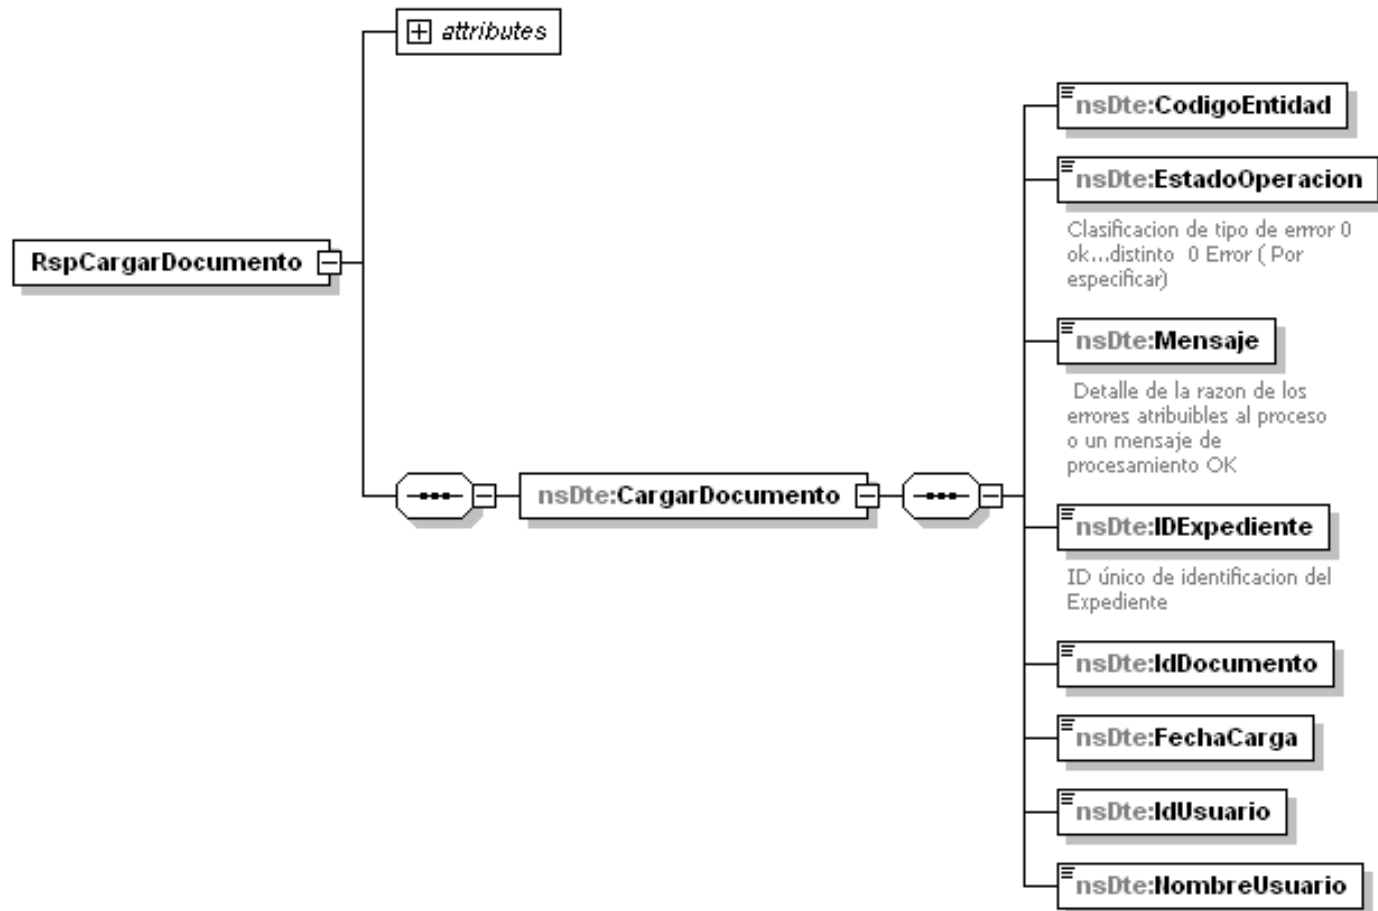 attributes
nsDte:CodigoEntidad
nsDte:EstadoOperacion
Clasificacion de tipo de error 0
ok...distinto 0 Error ( Por
especificar)
RspCargarDocumento
nsDte:Mensaje
Detalle de la razon de los
errores atribuibles al proceso
o un mensaje de
procesamiento OK
nsDte:CargarDocumento
nsDte:IDExpediente
ID único de identificacion del
Expediente
nsDte:IdDocumento
nsDte:FechaCarga
nsDte:IdUsuario
nsDte:NombreUsuario